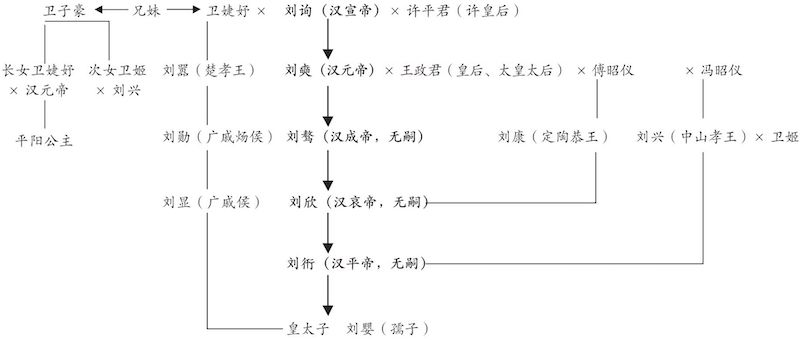 卫子豪 兄妹 卫婕妤 × 刘询（汉宣帝） × 许平君（许皇后）
长女卫婕妤 次女卫姬 刘嚣（楚孝王） 刘奭（汉元帝） × 王政君（皇后、太皇太后） × 傅昭仪 × 冯昭仪
× 汉元帝 × 刘兴
平阳公主 刘勋（广戚炀侯） 刘骜（汉成帝，无嗣） 刘康（定陶恭王） 刘兴（中山孝王）× 卫姬
刘显（广戚侯） 刘欣（汉哀帝，无嗣）
刘衎（汉平帝，无嗣）
皇太子 刘婴（孺子）